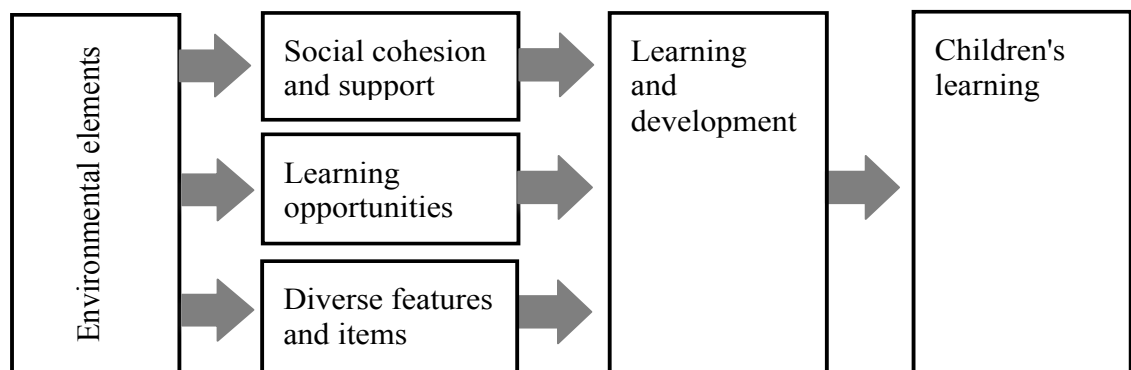 Environmental elements
Social cohesion
and support
Learning
opportunities
Diverse features
and items
Learning
and
development
Children's
learning